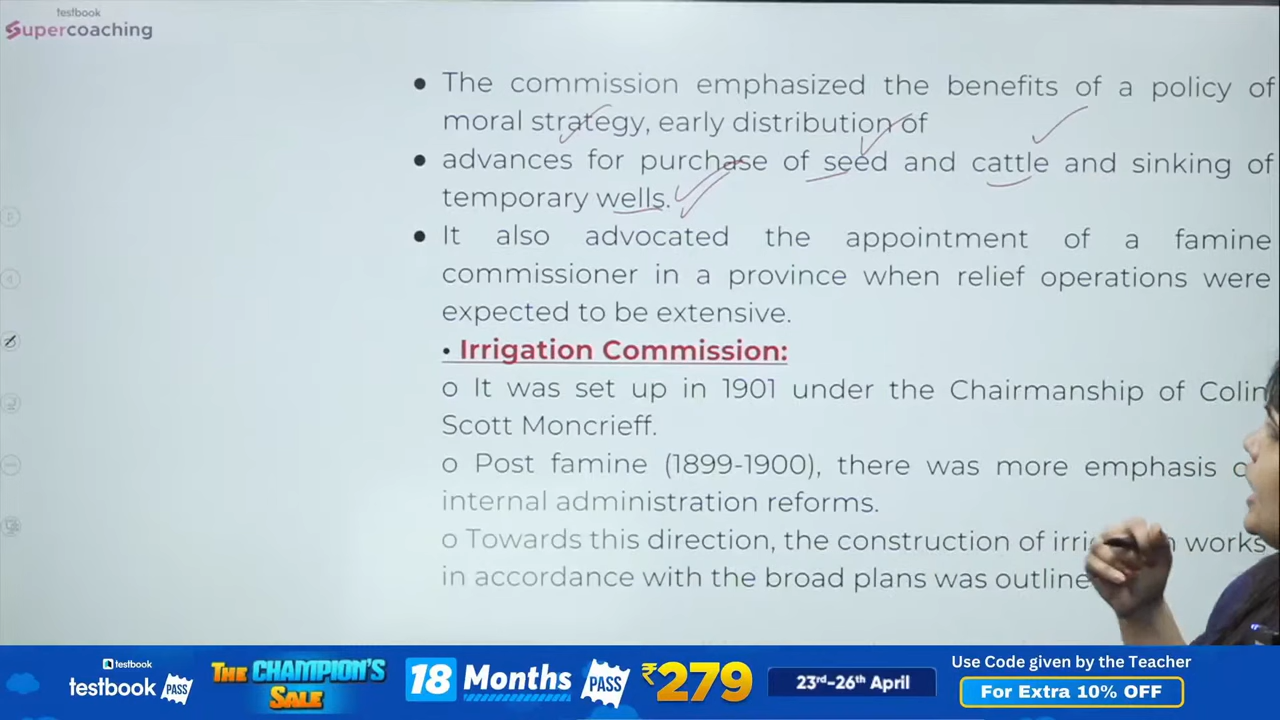 testbook
Supercoaching
• The commission emphasized the benefits of a policy of
moral strategy, early distribution of
• advances for purchase of seed and cattle and sinking of
temporary wells.
• It also advocated the appointment of a famine
commissioner in a province when relief operations were
expected to be extensive.
• Irrigation Commission:
o It was set up in 1901 under the Chairmanship of Colin
Scott Moncrieff.
o Post famine (1899-1900), there was more emphasis
internal administration reforms.
o Towards this direction, the construction of works
in accordance with the broad plans was
testbook
testbook PASS
THE CHAMPION'S
SALE
18 Months PASS ₹279
23rd-26th April
Use Code given by the Teacher
For Extra 10% OFF